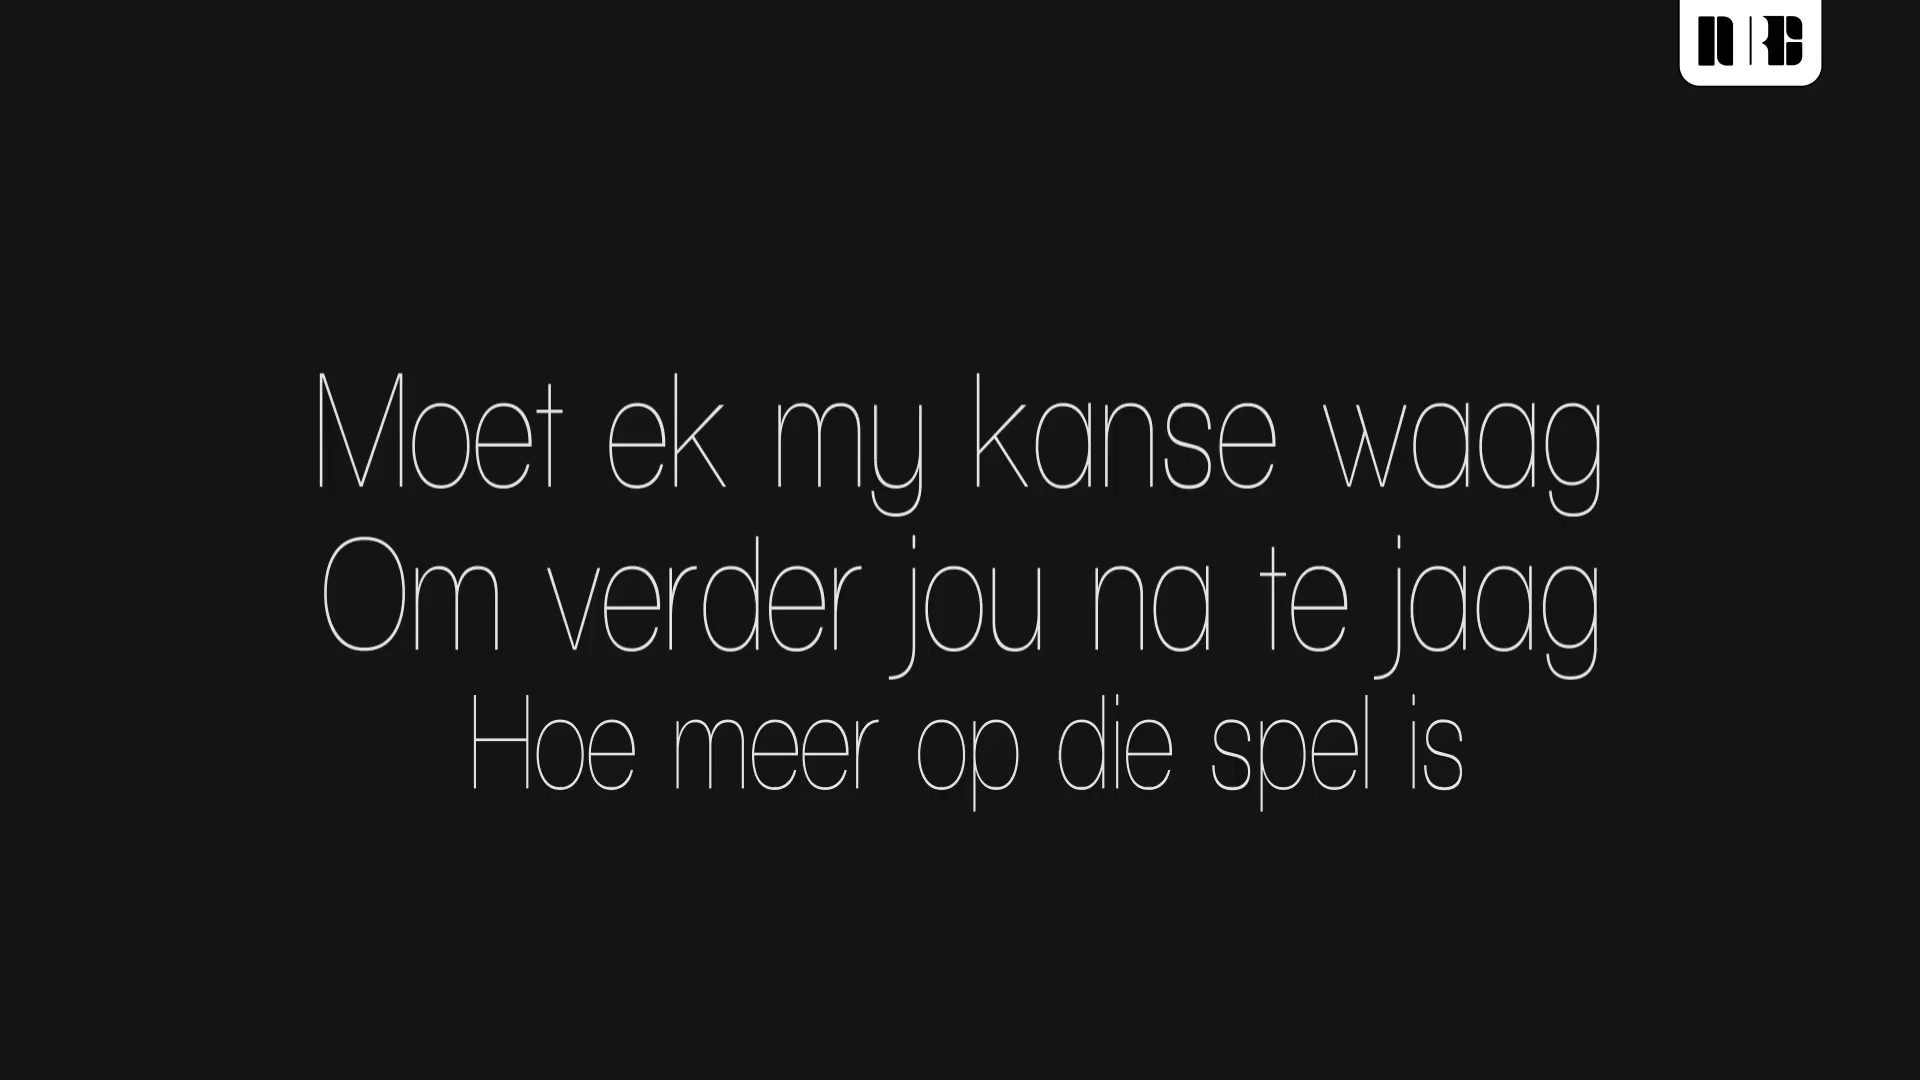 Moet ek my kanse waag
Om verder jou na te jaag
Hoe meer op die spel is